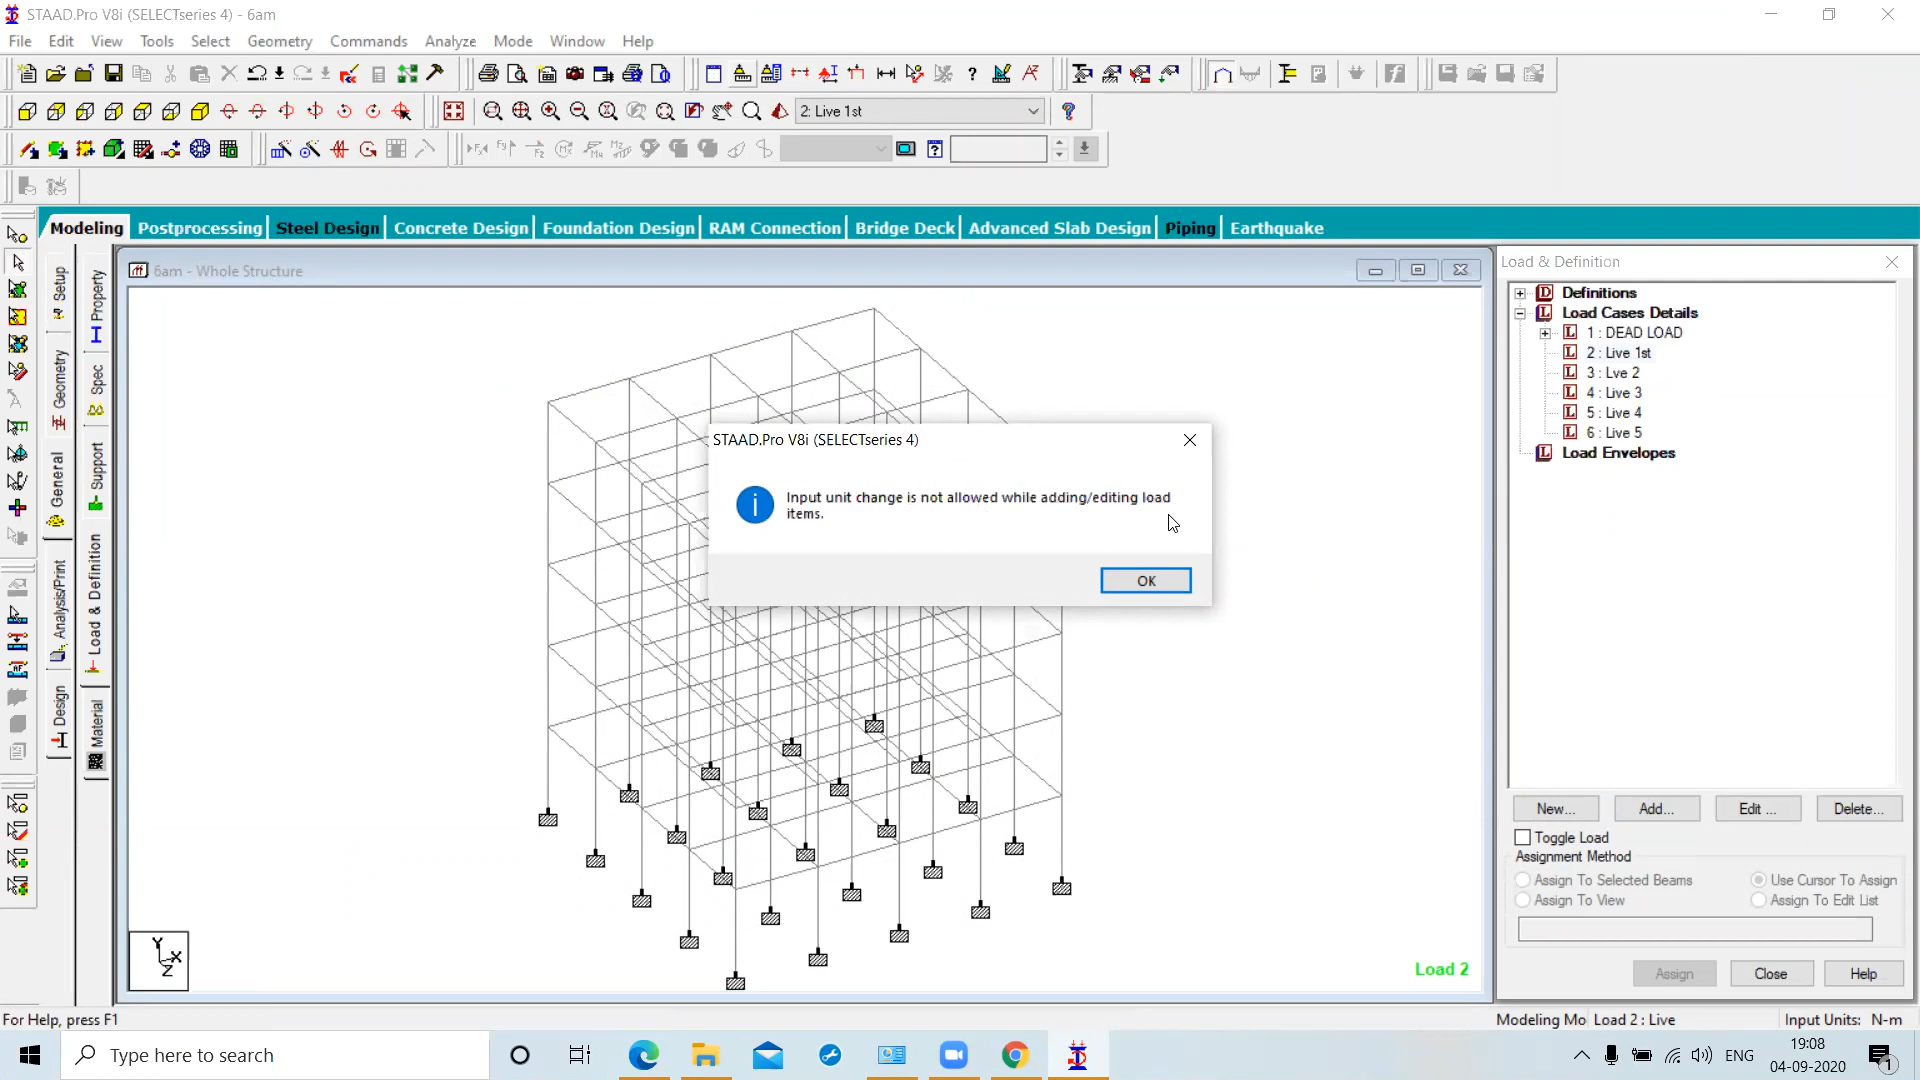 STAAD.Pro V8i (SELECTseries 4) - 6am
File Edit View Tools Select Geometry Commands Analyze Mode Window Help
2: Live 1st
Modeling Postprocessing Steel Design Concrete Design Foundation Design RAM Connection Bridge Deck Advanced Slab Design Piping Earthquake
Setup
Geometry
General
Analysis/Print
Design
Property
Spec
Support
Load & Definition
Material
6am - Whole Structure
STAAD.Pro V8i (SELECTseries 4)
Input unit change is not allowed while adding/editing load
items.
OK
Y
X
Z
Load 2
Load & Definition
Definitions
Load Cases Details
1 : DEAD LOAD
2 : Live 1st
3 : Lve 2
4 : Live 3
5 : Live 4
6 : Live 5
Load Envelopes
New... Add... Edit ... Delete...
Toggle Load
Assignment Method
Assign To Selected Beams Use Cursor To Assign
Assign To View Assign To Edit List
Assign Close Help
For Help, press F1 Modeling Mo Load 2 : Live Input Units: N-m
Type here to search
ENG
19:08
04-09-2020
1